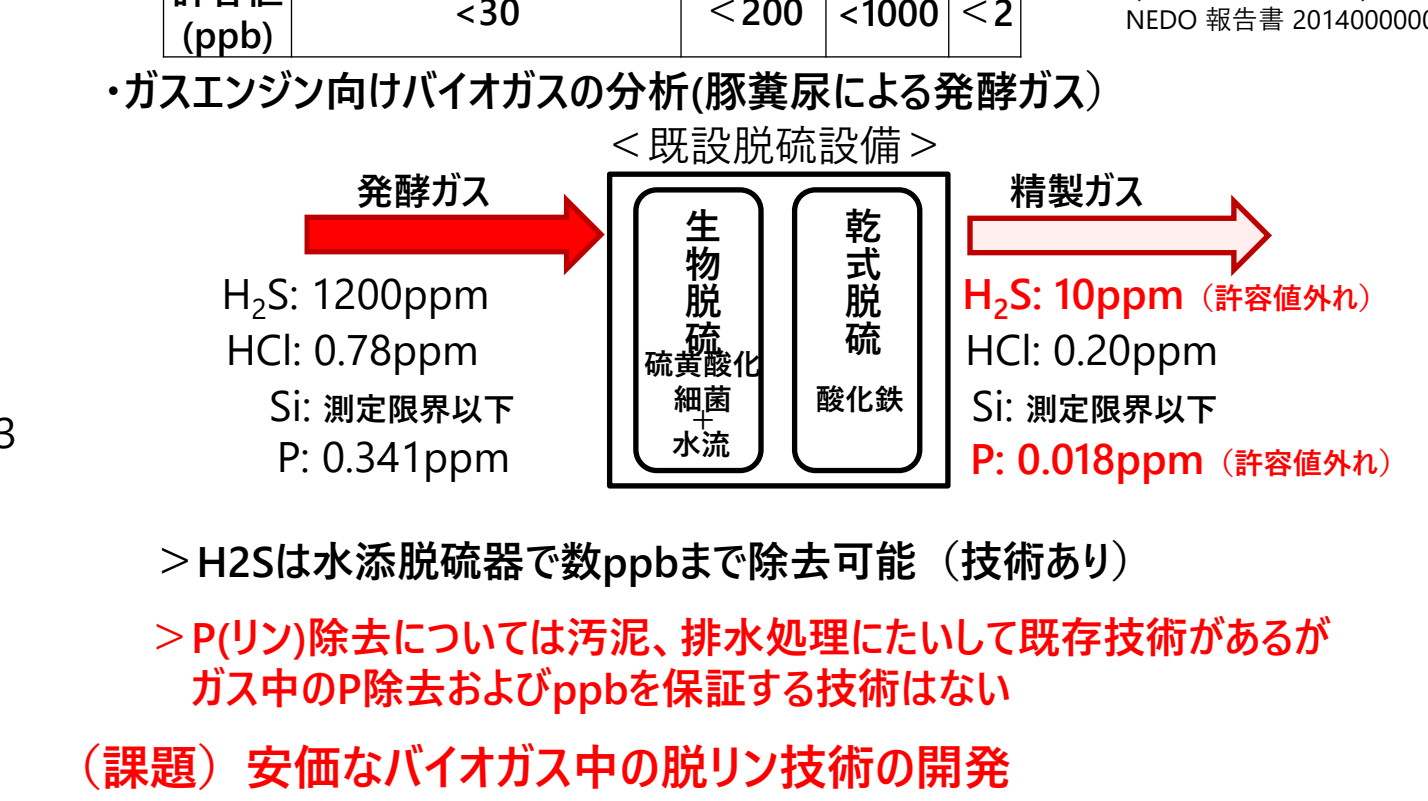 (ppb)
<30
＜200
<1000
＜2
NEDO 報告書
・ガスエンジン向けバイオガスの分析(豚糞尿による発酵ガス）
＜既設脱硫設備＞
発酵ガス
H₂S: 1200ppm
HCl: 0.78ppm
Si: 測定限界以下
P: 0.341ppm
生物脱硫
硫黄酸化
細菌
＋
水流
乾式脱硫
酸化鉄
精製ガス
H₂S: 10ppm（許容値外れ）
HCl: 0.20ppm
Si: 測定限界以下
P: 0.018ppm（許容値外れ）
3
＞H2Sは水添脱硫器で数ppbまで除去可能（技術あり）
＞P(リン)除去については汚泥、排水処理にたいして既存技術があるが
ガス中のP除去およびppbを保証する技術はない
（課題）安価なバイオガス中の脱リン技術の開発